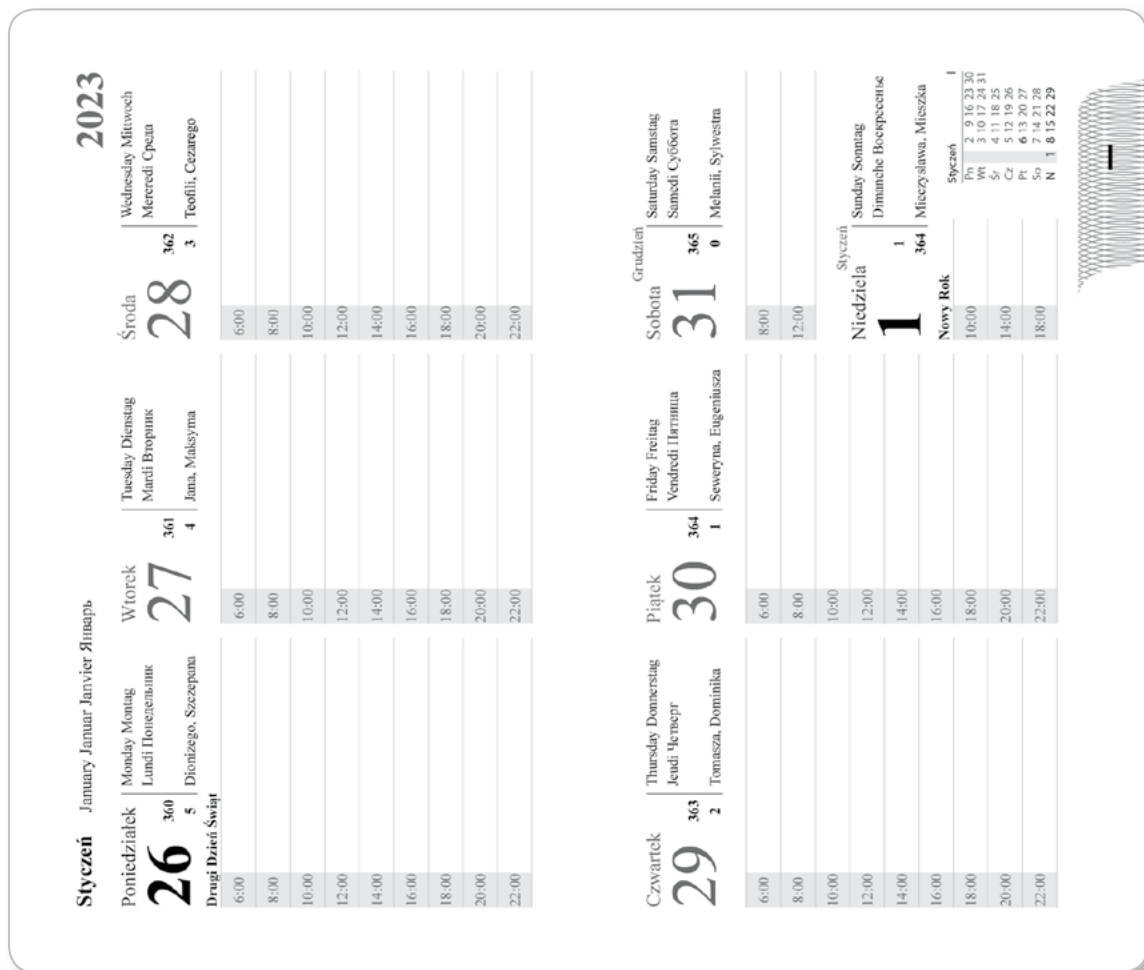 Styczeń January Januar Janvier Январь 2023
Poniedziałek
26
360
5
Monday Montag
Lundi Понедельник
Dionizego, Szczepana
Drugi Dzień Świąt
6:00
8:00
10:00
12:00
14:00
16:00
18:00
20:00
22:00
Wtorek
27
361
4
Tuesday Dienstag
Mardi Вторник
Jana, Maksyma
6:00
8:00
10:00
12:00
14:00
16:00
18:00
20:00
22:00
Środa
28
362
3
Wednesday Mittwoch
Mercredi Среда
Teofili, Cezarego
6:00
8:00
10:00
12:00
14:00
16:00
18:00
20:00
22:00
Czwartek
29
363
2
Thursday Donnerstag
Jeudi Четверг
Tomasza, Dominika
6:00
8:00
10:00
12:00
14:00
16:00
18:00
20:00
22:00
Piątek
30
364
1
Friday Freitag
Vendredi Пятница
Seweryna, Eugeniusza
6:00
8:00
10:00
12:00
14:00
16:00
18:00
20:00
22:00
Grudzień
Sobota
31
365
0
Saturday Samstag
Samedi Суббота
Melanii, Sylwestra
8:00
12:00
Styczeń
Niedziela
1
1
364
Sunday Sonntag
Dimanche Воскресенье
Mieczysława, Mieszka
Nowy Rok
10:00
14:00
18:00
Styczeń I
Pn 2 9 16 23 30
Wt 3 10 17 24 31
Śr 4 11 18 25
Cz 5 12 19 26
Pt 6 13 20 27
So 7 14 21 28
N 1 8 15 22 29
I